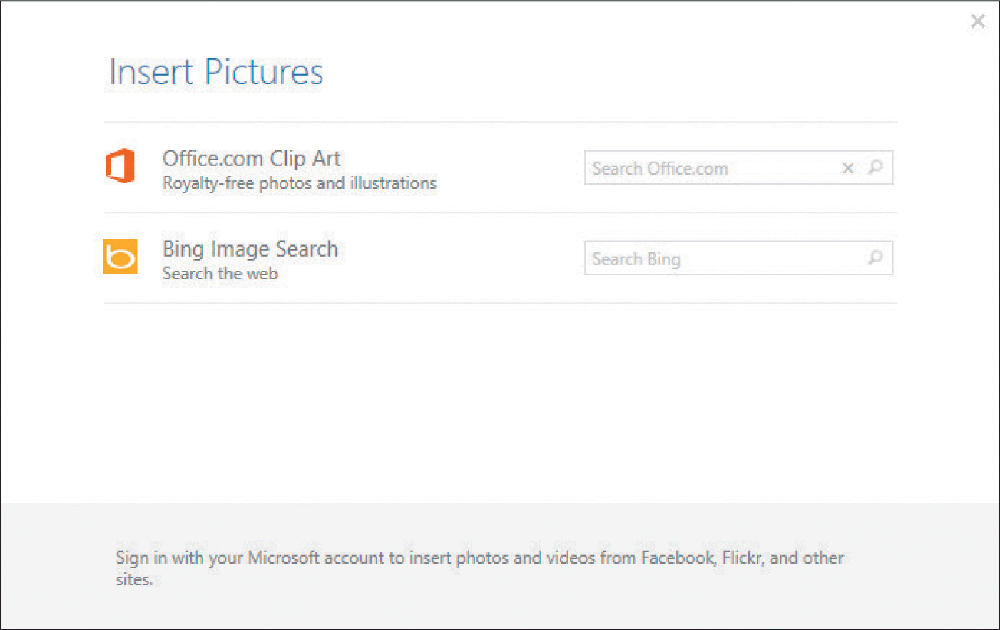 Insert Pictures
Office.com Clip Art
Royalty-free photos and illustrations
Search Office.com
Bing Image Search
Search the web
Search Bing
Sign in with your Microsoft account to insert photos and videos from Facebook, Flickr, and other
sites.